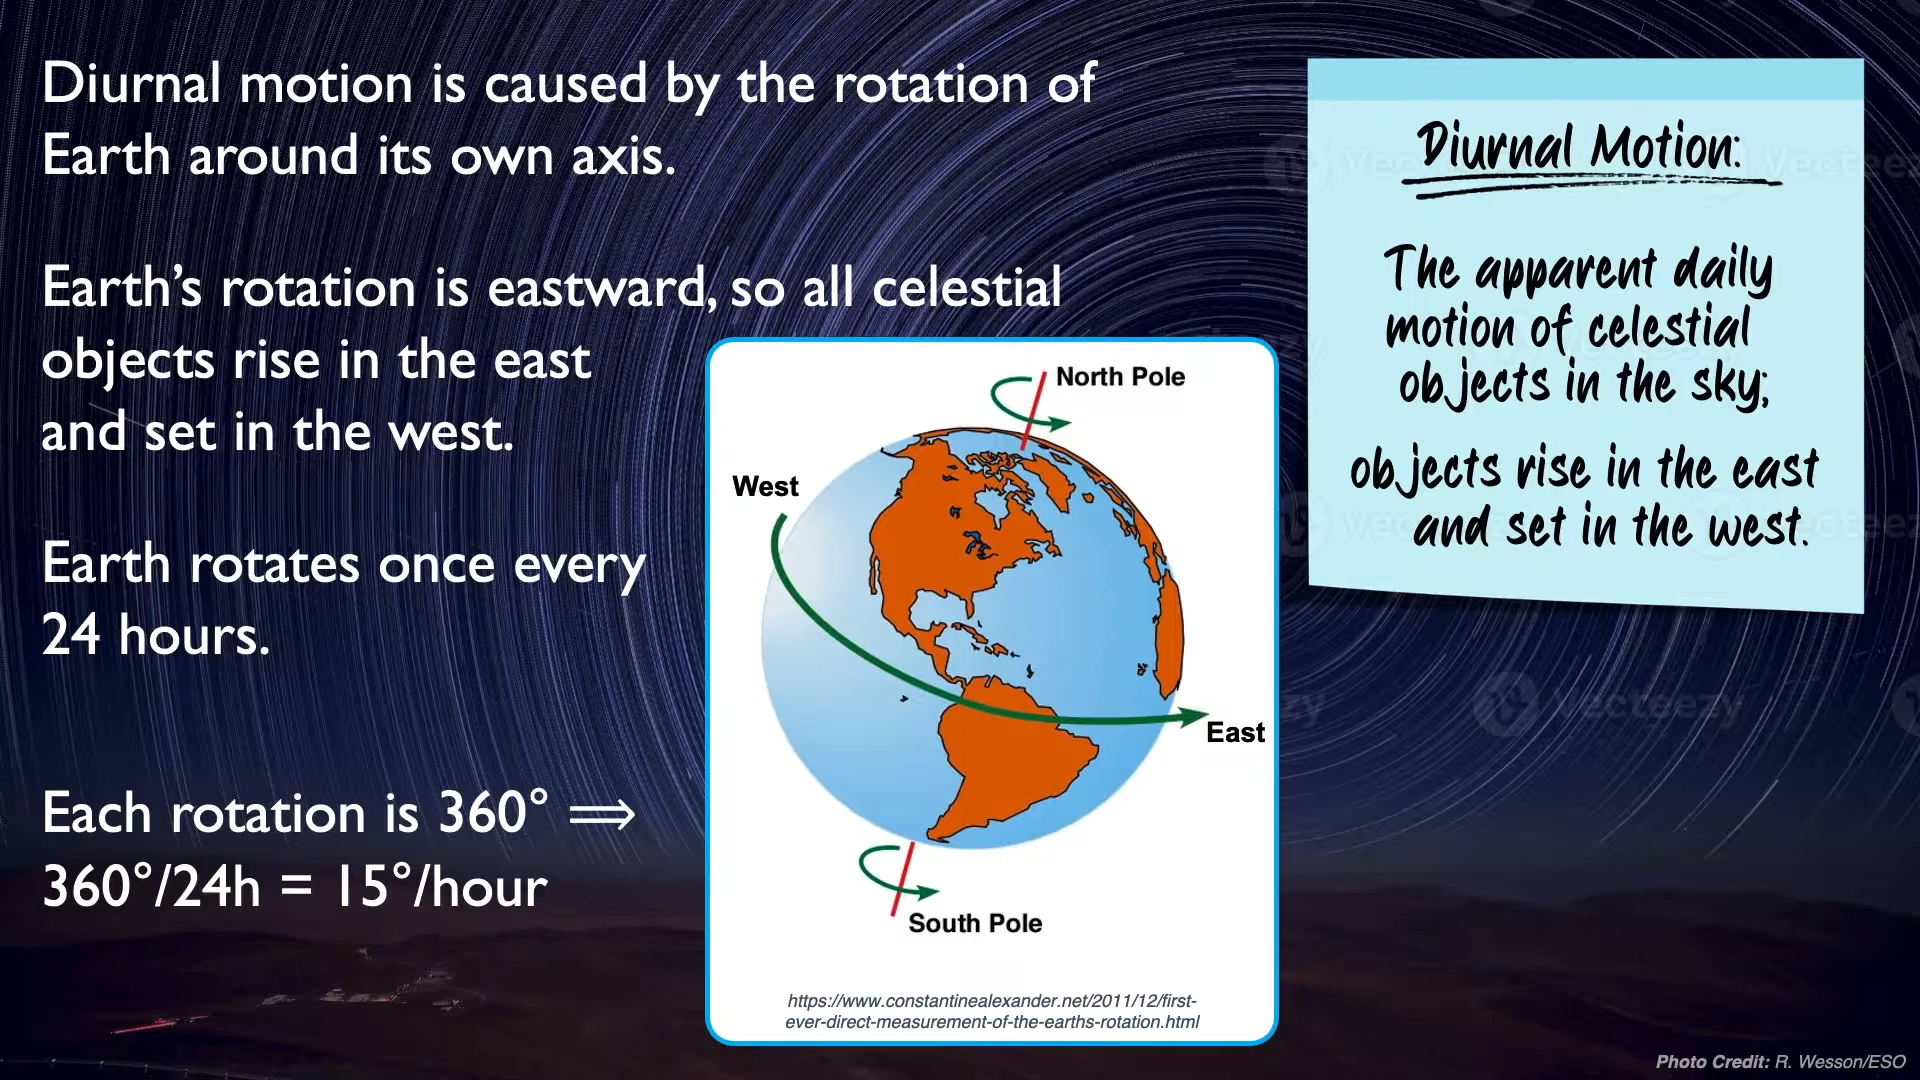 Diurnal motion is caused by the rotation of
Earth around its own axis.
Earth's rotation is eastward, so all celestial
objects rise in the east
and set in the west.
Earth rotates once every
24 hours.
Each rotation is 360° ⟹
360°/24h = 15°/hour
North Pole
West
East
South Pole
https://www.constantinealexander.net/2011/12/first-
ever-direct-measurement-of-the-earths-rotation.html
Diurnal Motion:
The apparent daily
motion of celestial
objects in the sky;
objects rise in the east
and set in the west.
Vecteezy
Photo Credit: R. Wesson/ESO